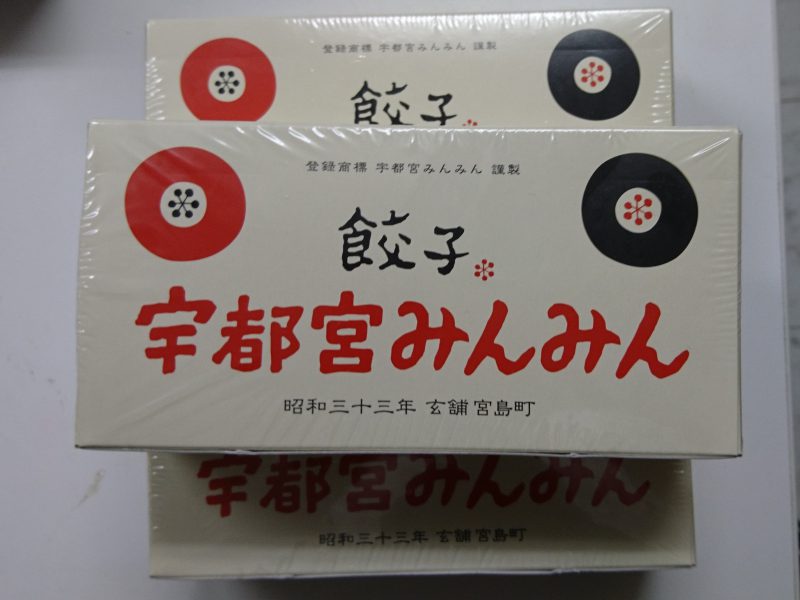 登録商標 宇都宮みんみん 謹製
餃子
登録商標 宇都宮みんみん 謹製
餃子
宇都宮みんみん
昭和三十三年 玄舗 宮島町
宇都宮みんみん
昭和三十三年 玄舗 宮島町